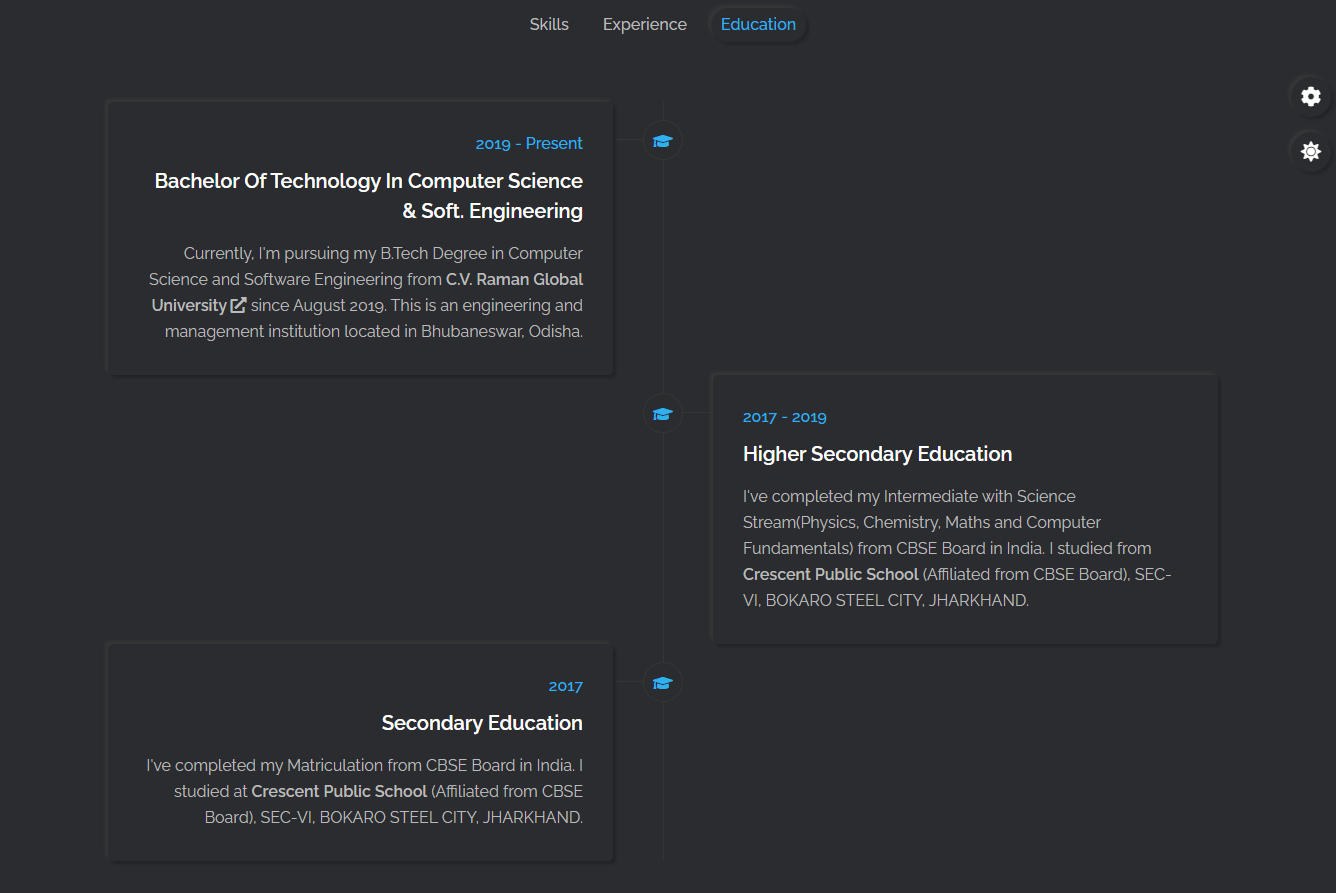 Skills Experience Education
2019 - Present
Bachelor Of Technology In Computer Science
& Soft. Engineering
Currently, I'm pursuing my B.Tech Degree in Computer
Science and Software Engineering from C.V. Raman Global
University since August 2019. This is an engineering and
management institution located in Bhubaneswar, Odisha.
2017 - 2019
Higher Secondary Education
I've completed my Intermediate with Science
Stream(Physics, Chemistry, Maths and Computer
Fundamentals) from CBSE Board in India. I studied from
Crescent Public School (Affiliated from CBSE Board), SEC-
VI, BOKARO STEEL CITY, JHARKHAND.
2017
Secondary Education
I've completed my Matriculation from CBSE Board in India. I
studied at Crescent Public School (Affiliated from CBSE
Board), SEC-VI, BOKARO STEEL CITY, JHARKHAND.